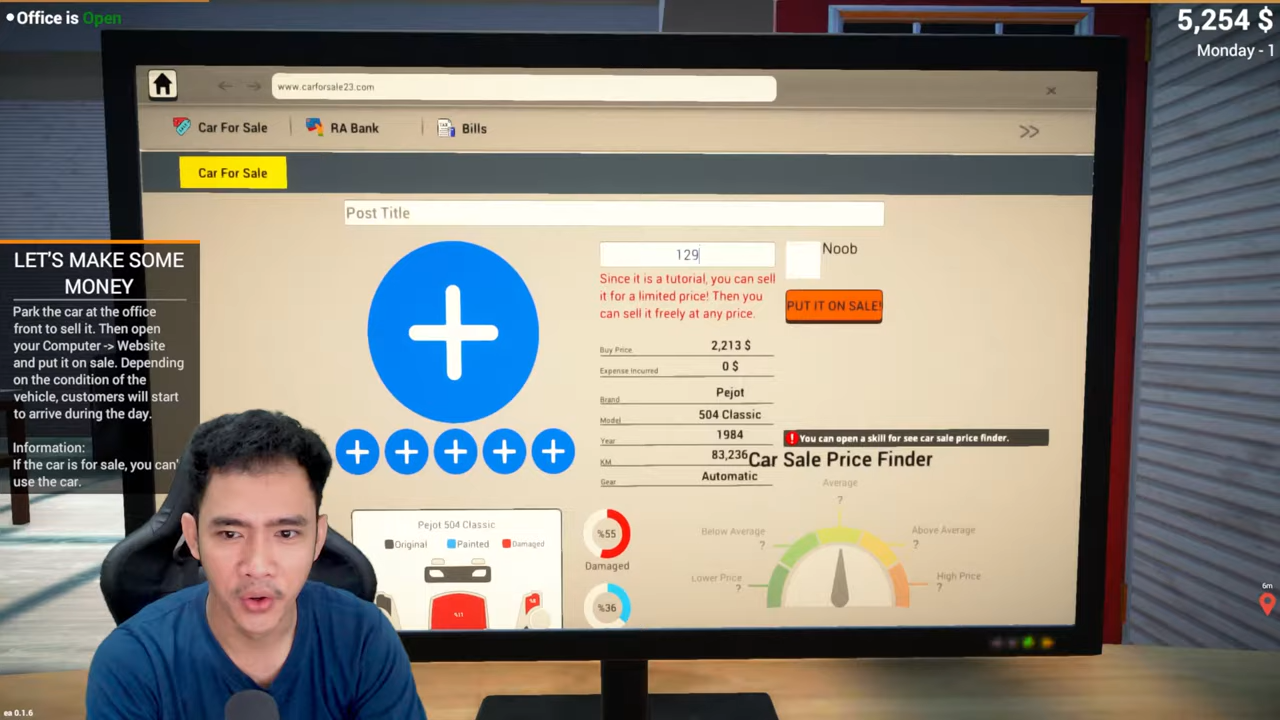 Office is Open
5,254 $
Monday - 1
www.carforsale23.com
Car For Sale
RA Bank
Bills
Car For Sale
Post Title
129
Noob
Since it is a tutorial, you can sell
it for a limited price! Then you
can sell it freely at any price.
PUT IT ON SALE!
LET'S MAKE SOME
MONEY
Park the car at the office
front to sell it. Then open
your Computer -> Website
and put it on sale. Depending
on the condition of the
vehicle, customers will start
to arrive during the day.
Information:
If the car is for sale, you can'
use the car.
Buy Price 2,213 $
Expense Incurred 0 $
Brand Pejot
Model 504 Classic
Year 1984
KM 83,236
Gear Automatic
! You can open a skill for see car sale price finder.
Car Sale Price Finder
Average
?
Below Average
?
Above Average
?
Lower Price
?
High Price
?
Pejot 504 Classic
Original Painted Damaged
%55
Damaged
%36
6m
ea 0.1.6